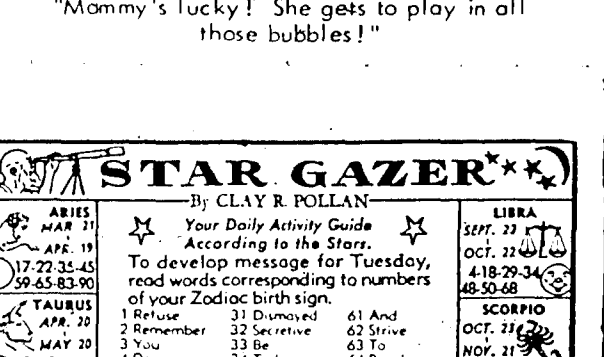 "Mommy's lucky! She gets to play in all
those bubbles!"
STAR GAZER
By CLAY R. POLLAN
ARIES
MAR 21
APR. 19
17-22-35-45
59-65-83-90
TAURUS
APR. 20
MAY 20
Your Daily Activity Guide
According to the Stars.
To develop message for Tuesday,
read words corresponding to numbers
of your Zodiac birth sign.
1 Refuse 31 Dismayed 61 And
2 Remember 32 Secretive 62 Strive
3 You 33 Be 63 To
LIBRA
SEPT. 23
OCT. 22
4-18-29-34
48-50-68
SCORPIO
OCT. 23
NOV. 21